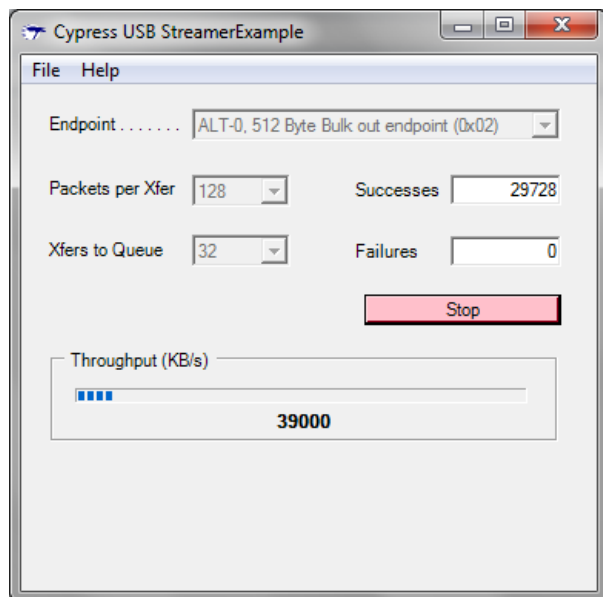 Cypress USB StreamerExample
File Help
Endpoint . . . . . . . ALT-0, 512 Byte Bulk out endpoint (0x02)
Packets per Xfer 128 Successes 29728
Xfers to Queue 32 Failures 0
Stop
Throughput (KB/s)
39000